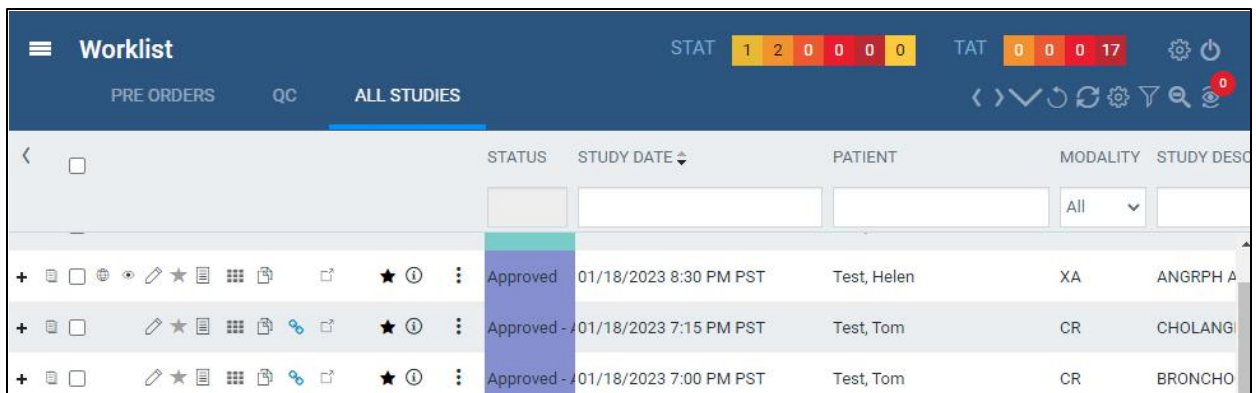 Worklist STAT 1 2 0 0 0 0 TAT 0 0 0 17
PRE ORDERS QC ALL STUDIES 0
STATUS STUDY DATE PATIENT MODALITY STUDY DESC
All
Approved 01/18/2023 8:30 PM PST Test, Helen XA ANGRPH A
Approved - A 01/18/2023 7:15 PM PST Test, Tom CR CHOLANGI
Approved - A 01/18/2023 7:00 PM PST Test, Tom CR BRONCHO